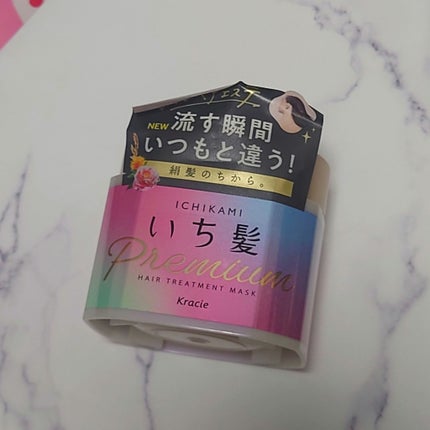 NEW 流す瞬間
いつもと違う!
絹髪のちから。
ICHIKAMI
いち髪
Premium
HAIR TREATMENT MASK
Kracie